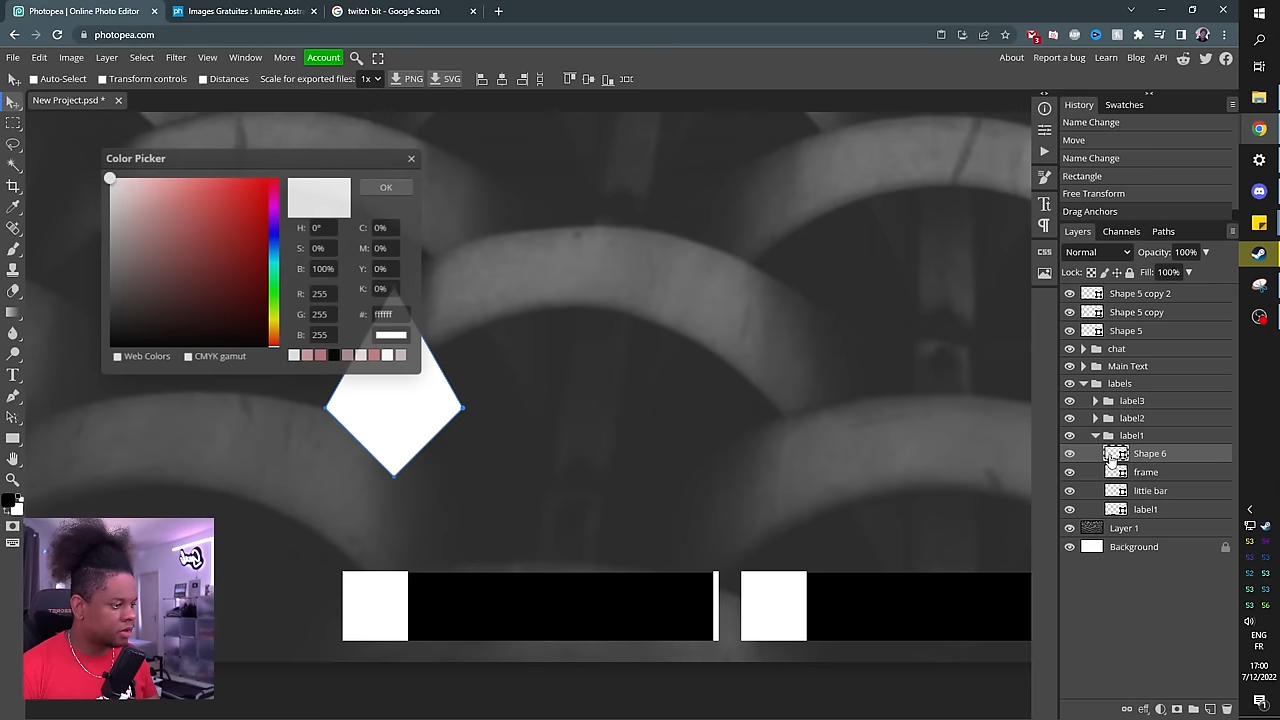 Photopea | Online Photo Editor
Images Gratuites : lumière, abstr
twitch bit - Google Search
photopea.com
File Edit Image Layer Select Filter View Window More Account
About Report a bug Learn Blog API
Auto-Select Transform controls Distances Scale for exported files: 1x PNG SVG
New Project.psd *
Color Picker
OK
H: 0° C: 0%
S: 0% M: 0%
B: 100% Y: 0%
K: 0%
R: 255
G: 255 #: ffffff
B: 255
Web Colors CMYK gamut
History Swatches
Name Change
Move
Name Change
Rectangle
Free Transform
Drag Anchors
Layers Channels Paths
Normal Opacity: 100%
Lock: Fill: 100%
Shape 5 copy 2
Shape 5 copy
Shape 5
chat
Main Text
labels
label3
label2
label1
Shape 6
frame
little bar
label1
Layer 1
Background
CSS
ENG
FR
17:00
7/12/2022